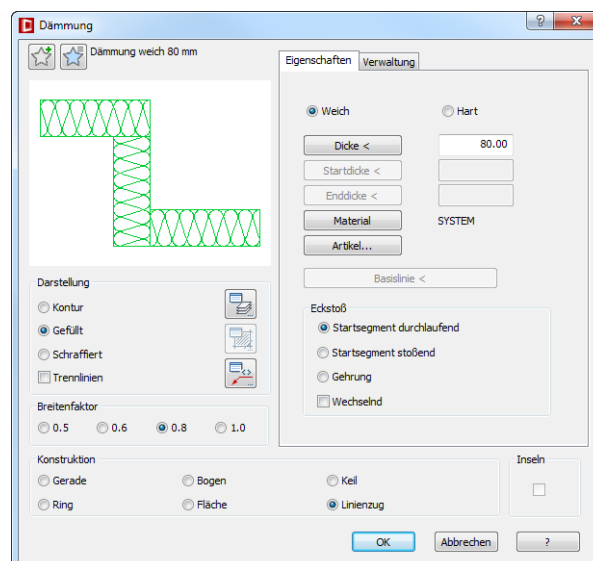 Dämmung
Dämmung weich 80 mm
Eigenschaften Verwaltung
Weich Hart
Dicke < 80.00
Startdicke <
Enddicke <
Material SYSTEM
Artikel...
Basislinie <
Darstellung
Kontur
Gefüllt
Schraffiert
Trennlinien
Eckstoß
Startsegment durchlaufend
Startsegment stoßend
Gehrung
Wechselnd
Breitenfaktor
0.5 0.6 0.8 1.0
Konstruktion
Gerade Bogen Keil
Ring Fläche Linienzug
Inseln
OK Abbrechen ?